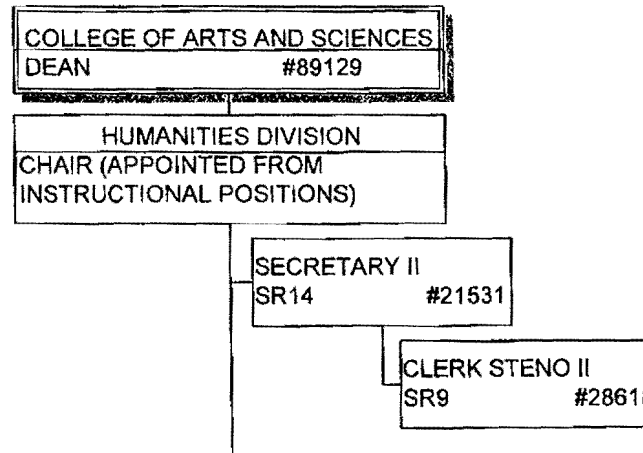 COLLEGE OF ARTS AND SCIENCES
DEAN #89129
HUMANITIES DIVISION
CHAIR (APPOINTED FROM
INSTRUCTIONAL POSITIONS)
SECRETARY II
SR14 #21531
CLERK STENO II
SR9